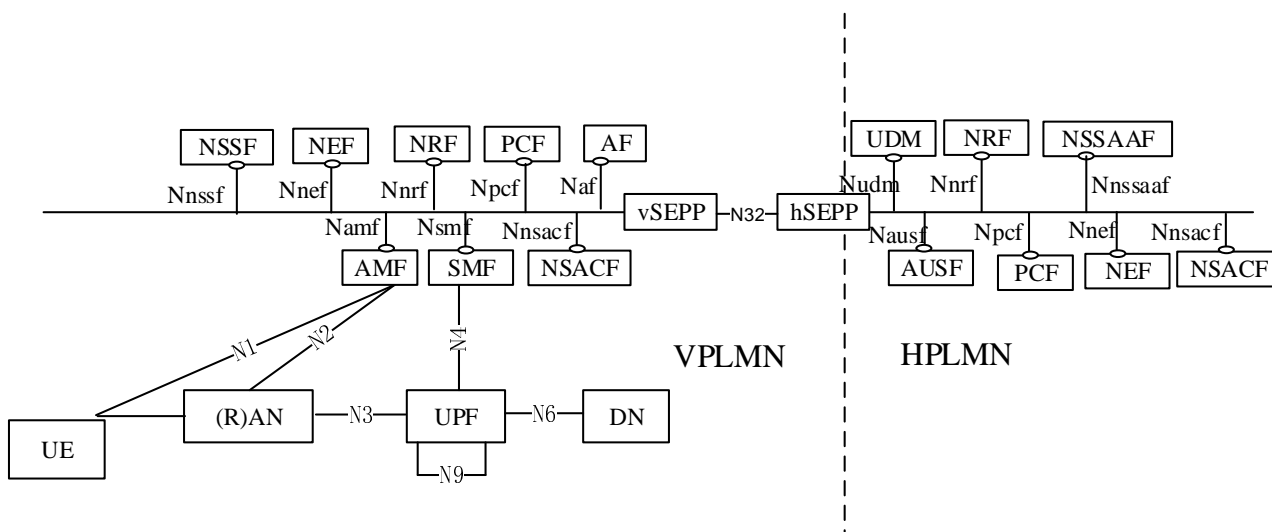 NSSF NEF NRF PCF AF UDM NRF NSSAAF
Nnssf Nnef Nnrf Npcf Naf Nudm Nnrf Nnssaaf
vSEPP N32 hSEPP
Namf Nsmf Nnsacf Nausf Npcf Nnef Nnsacf
AMF SMF NSACF AUSF PCF NEF NSACF
N1 N2 N4 VPLMN HPLMN
UE (R)AN N3 UPF N6 DN
N9